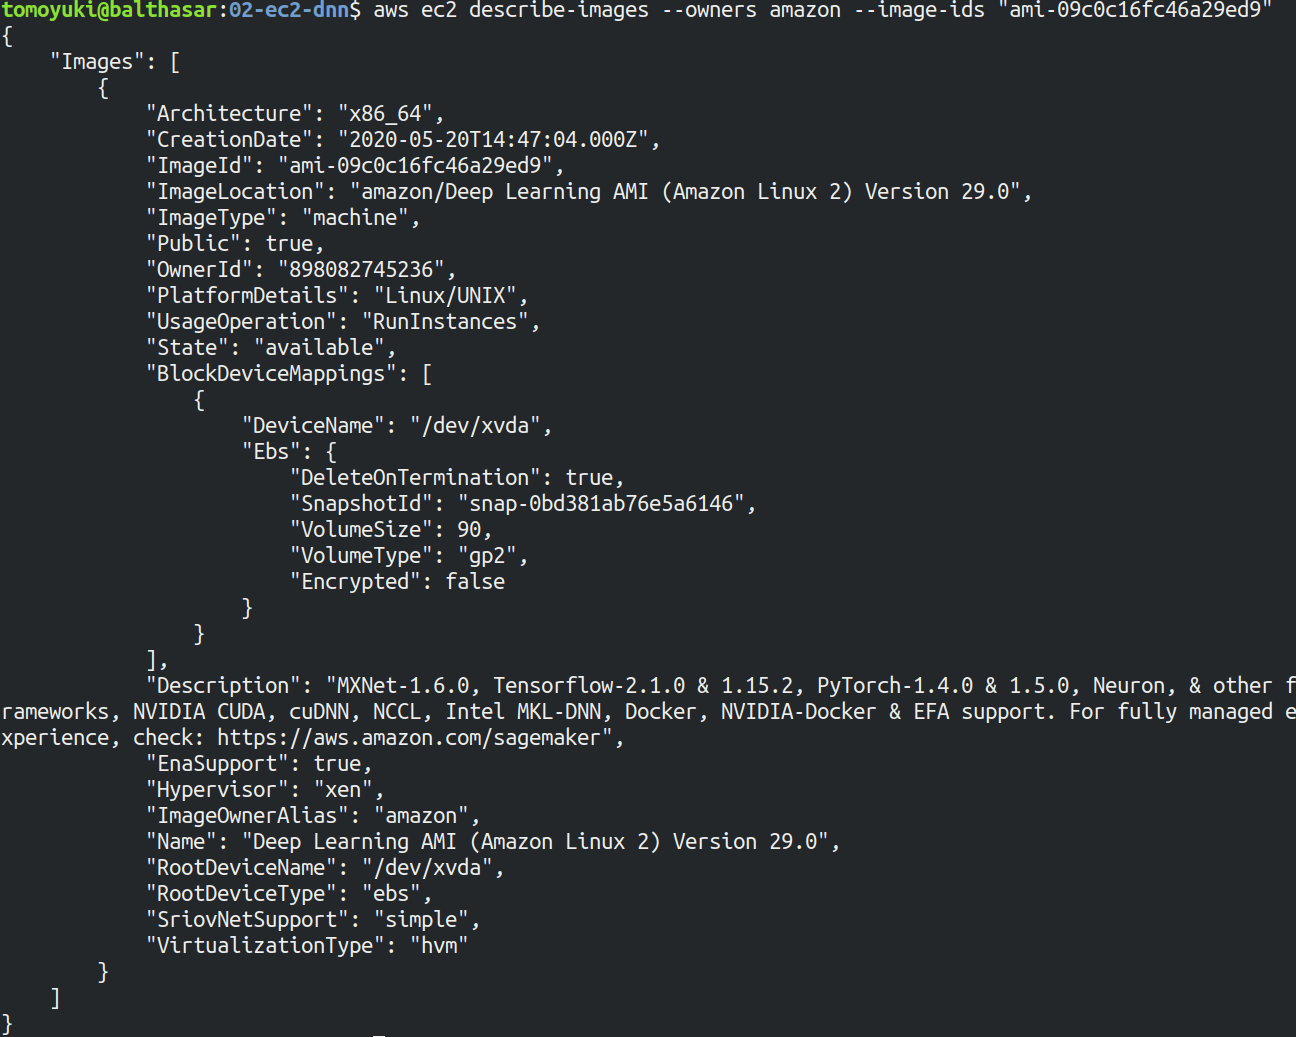 tomoyuki@balthasar:02-ec2-dnn$ aws ec2 describe-images --owners amazon --image-ids "ami-09c0c16fc46a29ed9"
{
    "Images": [
        {
            "Architecture": "x86_64",
            "CreationDate": "2020-05-20T14:47:04.000Z",
            "ImageId": "ami-09c0c16fc46a29ed9",
            "ImageLocation": "amazon/Deep Learning AMI (Amazon Linux 2) Version 29.0",
            "ImageType": "machine",
            "Public": true,
            "OwnerId": "898082745236",
            "PlatformDetails": "Linux/UNIX",
            "UsageOperation": "RunInstances",
            "State": "available",
            "BlockDeviceMappings": [
                {
                    "DeviceName": "/dev/xvda",
                    "Ebs": {
                        "DeleteOnTermination": true,
                        "SnapshotId": "snap-0bd381ab76e5a6146",
                        "VolumeSize": 90,
                        "VolumeType": "gp2",
                        "Encrypted": false
                    }
                }
            ],
            "Description": "MXNet-1.6.0, Tensorflow-2.1.0 & 1.15.2, PyTorch-1.4.0 & 1.5.0, Neuron, & other f
rameworks, NVIDIA CUDA, cuDNN, NCCL, Intel MKL-DNN, Docker, NVIDIA-Docker & EFA support. For fully managed e
xperience, check: https://aws.amazon.com/sagemaker",
            "EnaSupport": true,
            "Hypervisor": "xen",
            "ImageOwnerAlias": "amazon",
            "Name": "Deep Learning AMI (Amazon Linux 2) Version 29.0",
            "RootDeviceName": "/dev/xvda",
            "RootDeviceType": "ebs",
            "SriovNetSupport": "simple",
            "VirtualizationType": "hvm"
        }
    ]
}